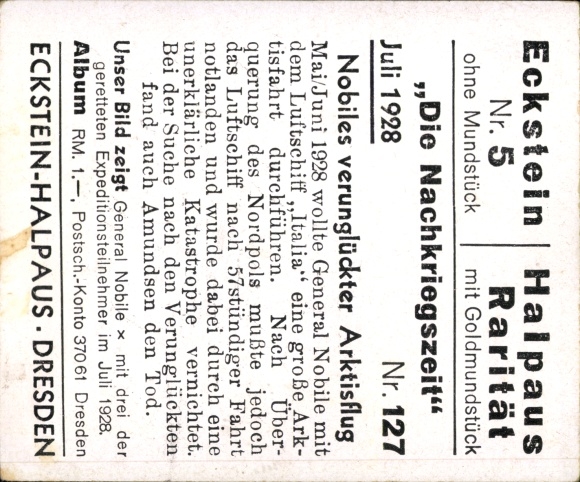 Eckstein
Nr. 5
ohne Mundstück
Halpaus
Rarität
mit Goldmundstück
„Die Nachkriegszeit“
Juli 1928 Nr. 127
Nobiles verunglückter Arktisflug
Mai/Juni 1928 wollte General Nobile mit
dem Luftschiff „Italia“ eine große Ark-
tisfahrt durchführen. Nach Über-
querung des Nordpols mußte jedoch
das Luftschiff nach 57stündiger Fahrt
notlanden und wurde dabei durch eine
unerklärliche Katastrophe vernichtet.
Bei der Suche nach den Verunglückten
fand auch Amundsen den Tod.
Unser Bild zeigt General Nobile × mit drei der
geretteten Expeditionsteilnehmer im Juli 1928.
Album RM. 1.—, Postsch.-Konto 37061 Dresden
ECKSTEIN-HALPAUS · DRESDEN